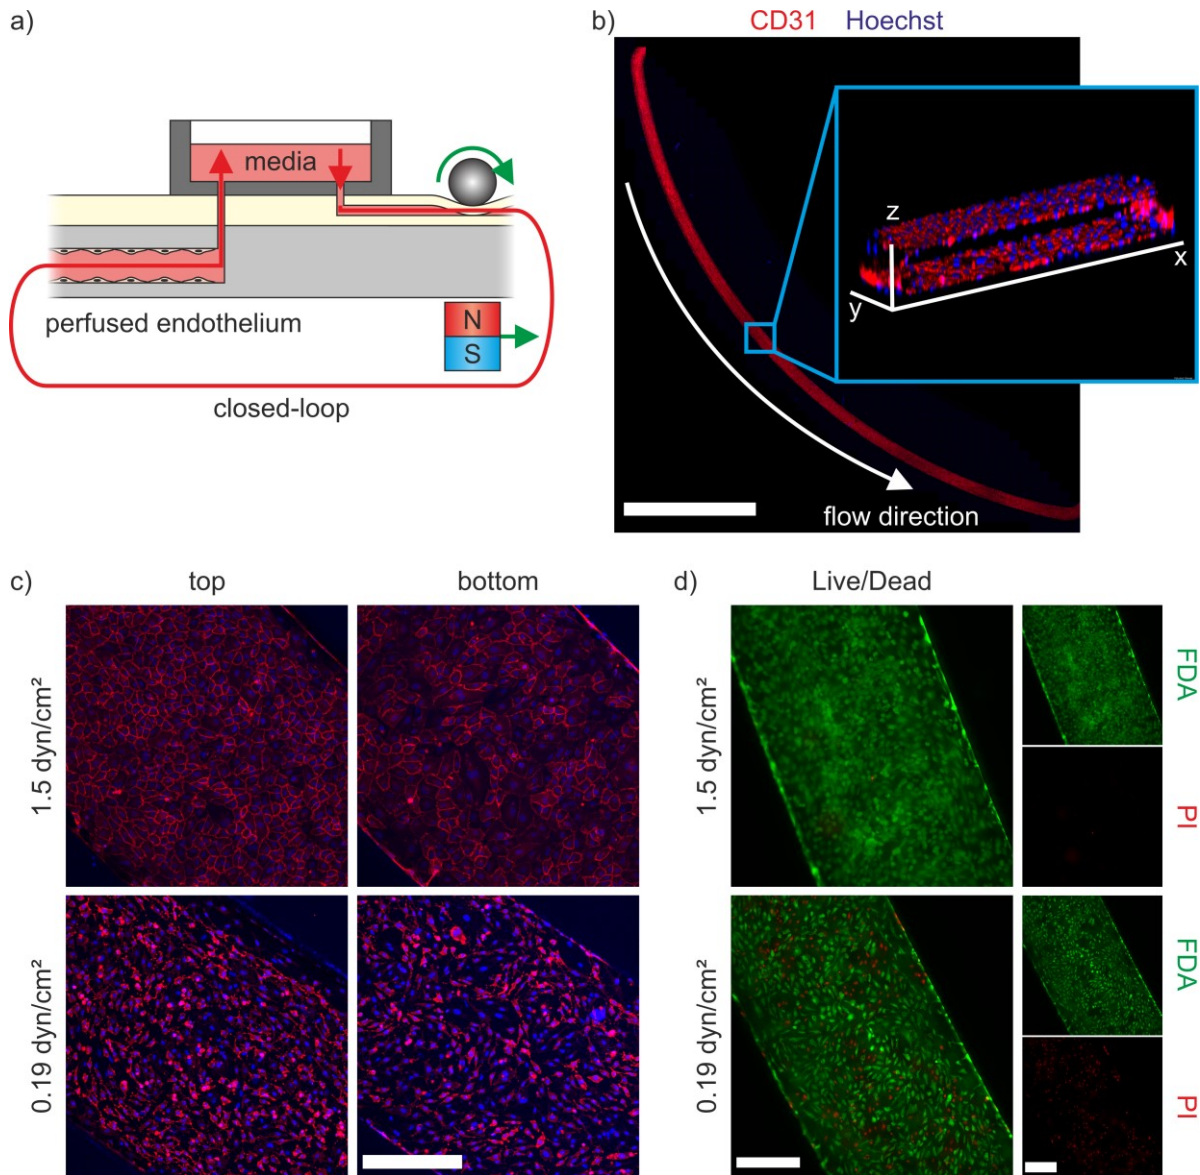 a)
media
perfused endothelium
N
S
closed-loop
b)
CD31 Hoechst
z
x
y
flow direction
c)
top
bottom
1.5 dyn/cm²
0.19 dyn/cm²
d)
Live/Dead
1.5 dyn/cm²
FDA
PI
0.19 dyn/cm²
FDA
PI